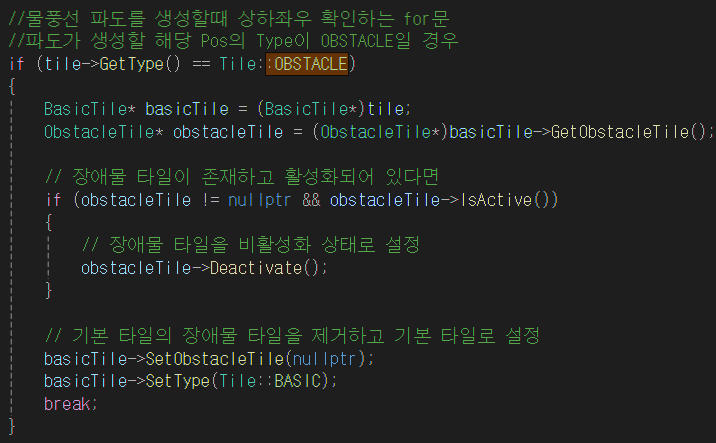 //물풍선 파도를 생성할때 상하좌우 확인하는 for문
//파도가 생성할 해당 Pos의 Type이 OBSTACLE일 경우
if (tile->GetType() == Tile::OBSTACLE)
{
BasicTile* basicTile = (BasicTile*)tile;
ObstacleTile* obstacleTile = (ObstacleTile*)basicTile->GetObstacleTile();
// 장애물 타일이 존재하고 활성화되어 있다면
if (obstacleTile != nullptr && obstacleTile->IsActive())
{
// 장애물 타일을 비활성화 상태로 설정
obstacleTile->Deactivate();
}
// 기본 타일의 장애물 타일을 제거하고 기본 타일로 설정
basicTile->SetObstacleTile(nullptr);
basicTile->SetType(Tile::BASIC);
break;
}